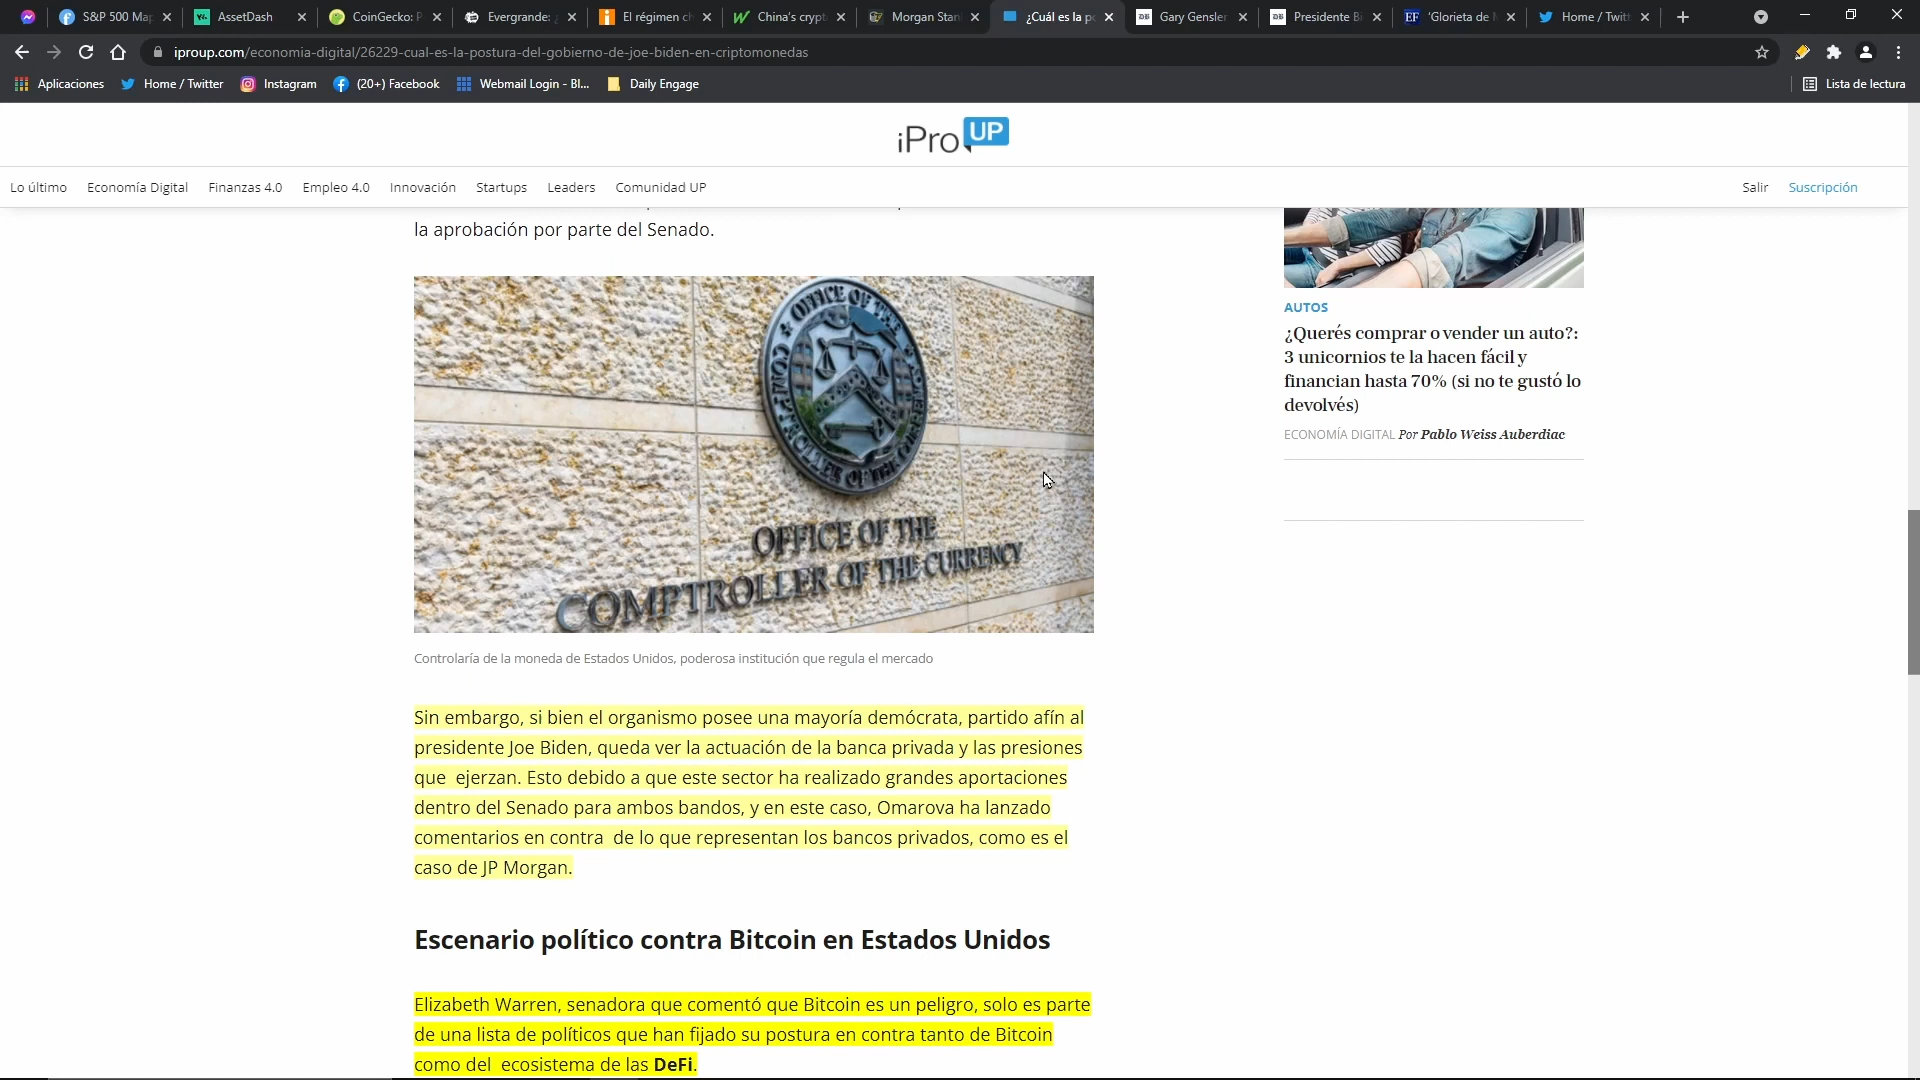 S&P 500 Map
AssetDash
CoinGecko: P
Evergrande: ¿
El régimen ch
China's crypt
Morgan Stan
¿Cuál es la po
Gary Gensler
Presidente Bi
'Glorieta de
Home / Twitt
iproup.com/economia-digital/26229-cual-es-la-postura-del-gobierno-de-joe-biden-en-criptomonedas
Aplicaciones
Home / Twitter
Instagram
(20+) Facebook
Webmail Login - Bl...
Daily Engage
Lista de lectura
iPro UP
Lo último
Economía Digital
Finanzas 4.0
Empleo 4.0
Innovación
Startups
Leaders
Comunidad UP
Salir
Suscripción
la aprobación por parte del Senado.
OFFICE OF THE
COMPTROLLER OF THE CURRENCY
OFFICE OF THE
COMPTROLLER OF THE CURRENCY
Controlaría de la moneda de Estados Unidos, poderosa institución que regula el mercado
Sin embargo, si bien el organismo posee una mayoría demócrata, partido afín al
presidente Joe Biden, queda ver la actuación de la banca privada y las presiones
que ejerzan. Esto debido a que este sector ha realizado grandes aportaciones
dentro del Senado para ambos bandos, y en este caso, Omarova ha lanzado
comentarios en contra de lo que representan los bancos privados, como es el
caso de JP Morgan.
Escenario político contra Bitcoin en Estados Unidos
Elizabeth Warren, senadora que comentó que Bitcoin es un peligro, solo es parte
de una lista de políticos que han fijado su postura en contra tanto de Bitcoin
como del ecosistema de las DeFi.
AUTOS
¿Querés comprar o vender un auto?:
3 unicornios te la hacen fácil y
financian hasta 70% (si no te gustó lo
devolvés)
ECONOMÍA DIGITAL Por Pablo Weiss Auberdiac